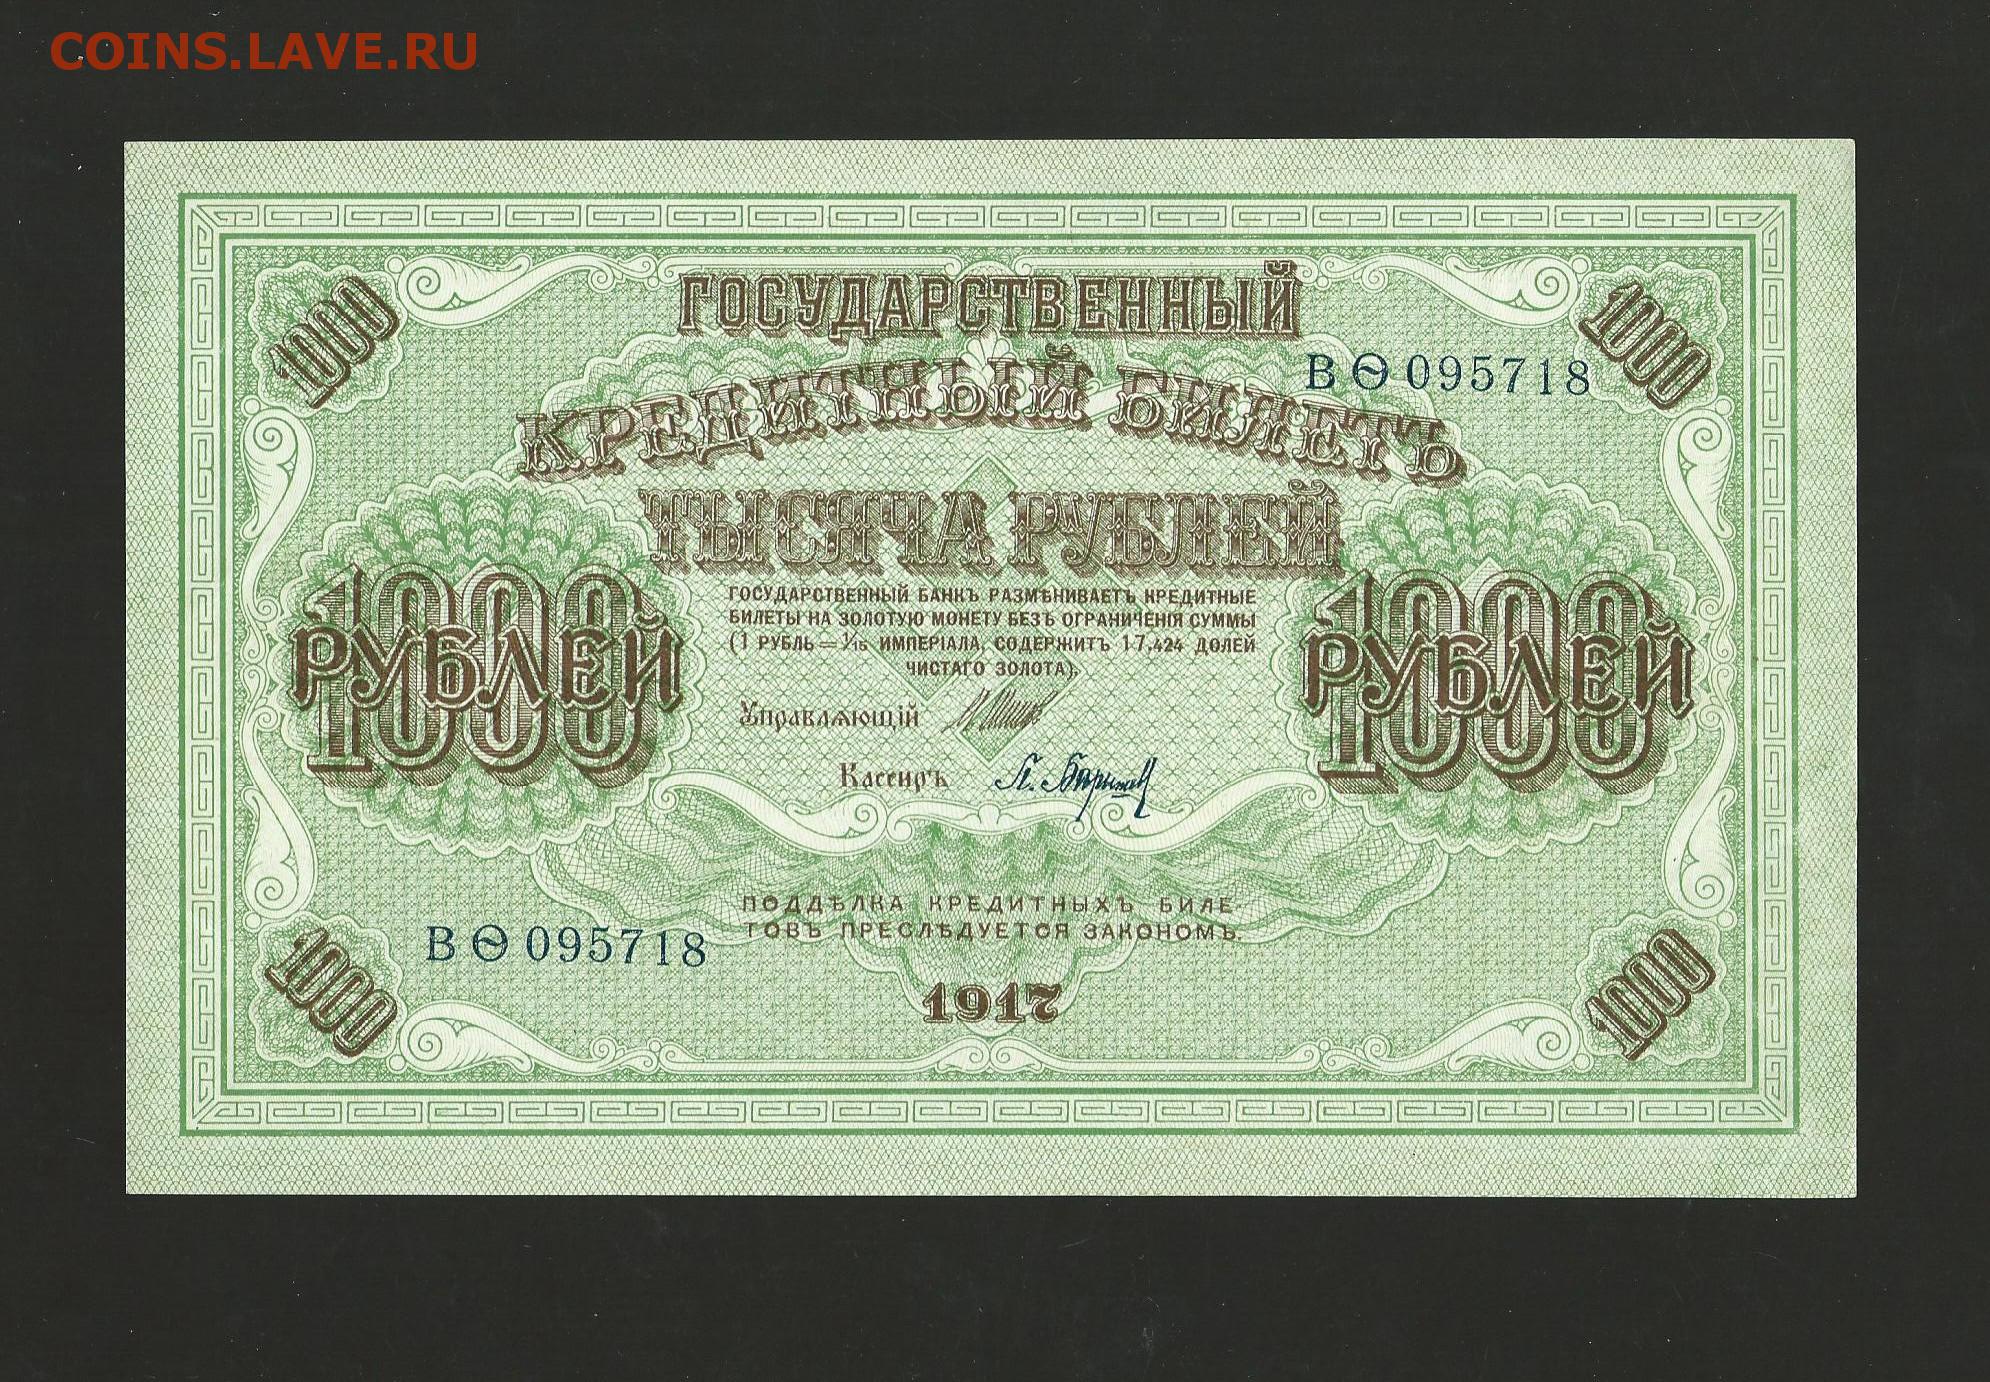 COINS.LAVE.RU
1000
1000
ГОСУДАРСТВЕННЫЙ
ВѲ 095718
КРЕДИТНЫЙ БИЛЕТЪ
ТЫСЯЧА РУБЛЕЙ
1000
РУБЛЕЙ
1000
РУБЛЕЙ
ГОСУДАРСТВЕННЫЙ БАНКЪ РАЗМѢНИВАЕТЪ КРЕДИТНЫЕ
БИЛЕТЫ НА ЗОЛОТУЮ МОНЕТУ БЕЗЪ ОГРАНИЧЕНІЯ СУММЫ
(1 РУБЛЬ = 1/15 ИМПЕРІАЛА, СОДЕРЖИТЪ 17,424 ДОЛЕЙ
ЧИСТАГО ЗОЛОТА).
Управляющій
Кассиръ
ПОДДѢЛКА КРЕДИТНЫХЪ БИЛЕ
ТОВЪ ПРЕСЛѢДУЕТСЯ ЗАКОНОМЪ.
ВѲ 095718
1917
1000
1000